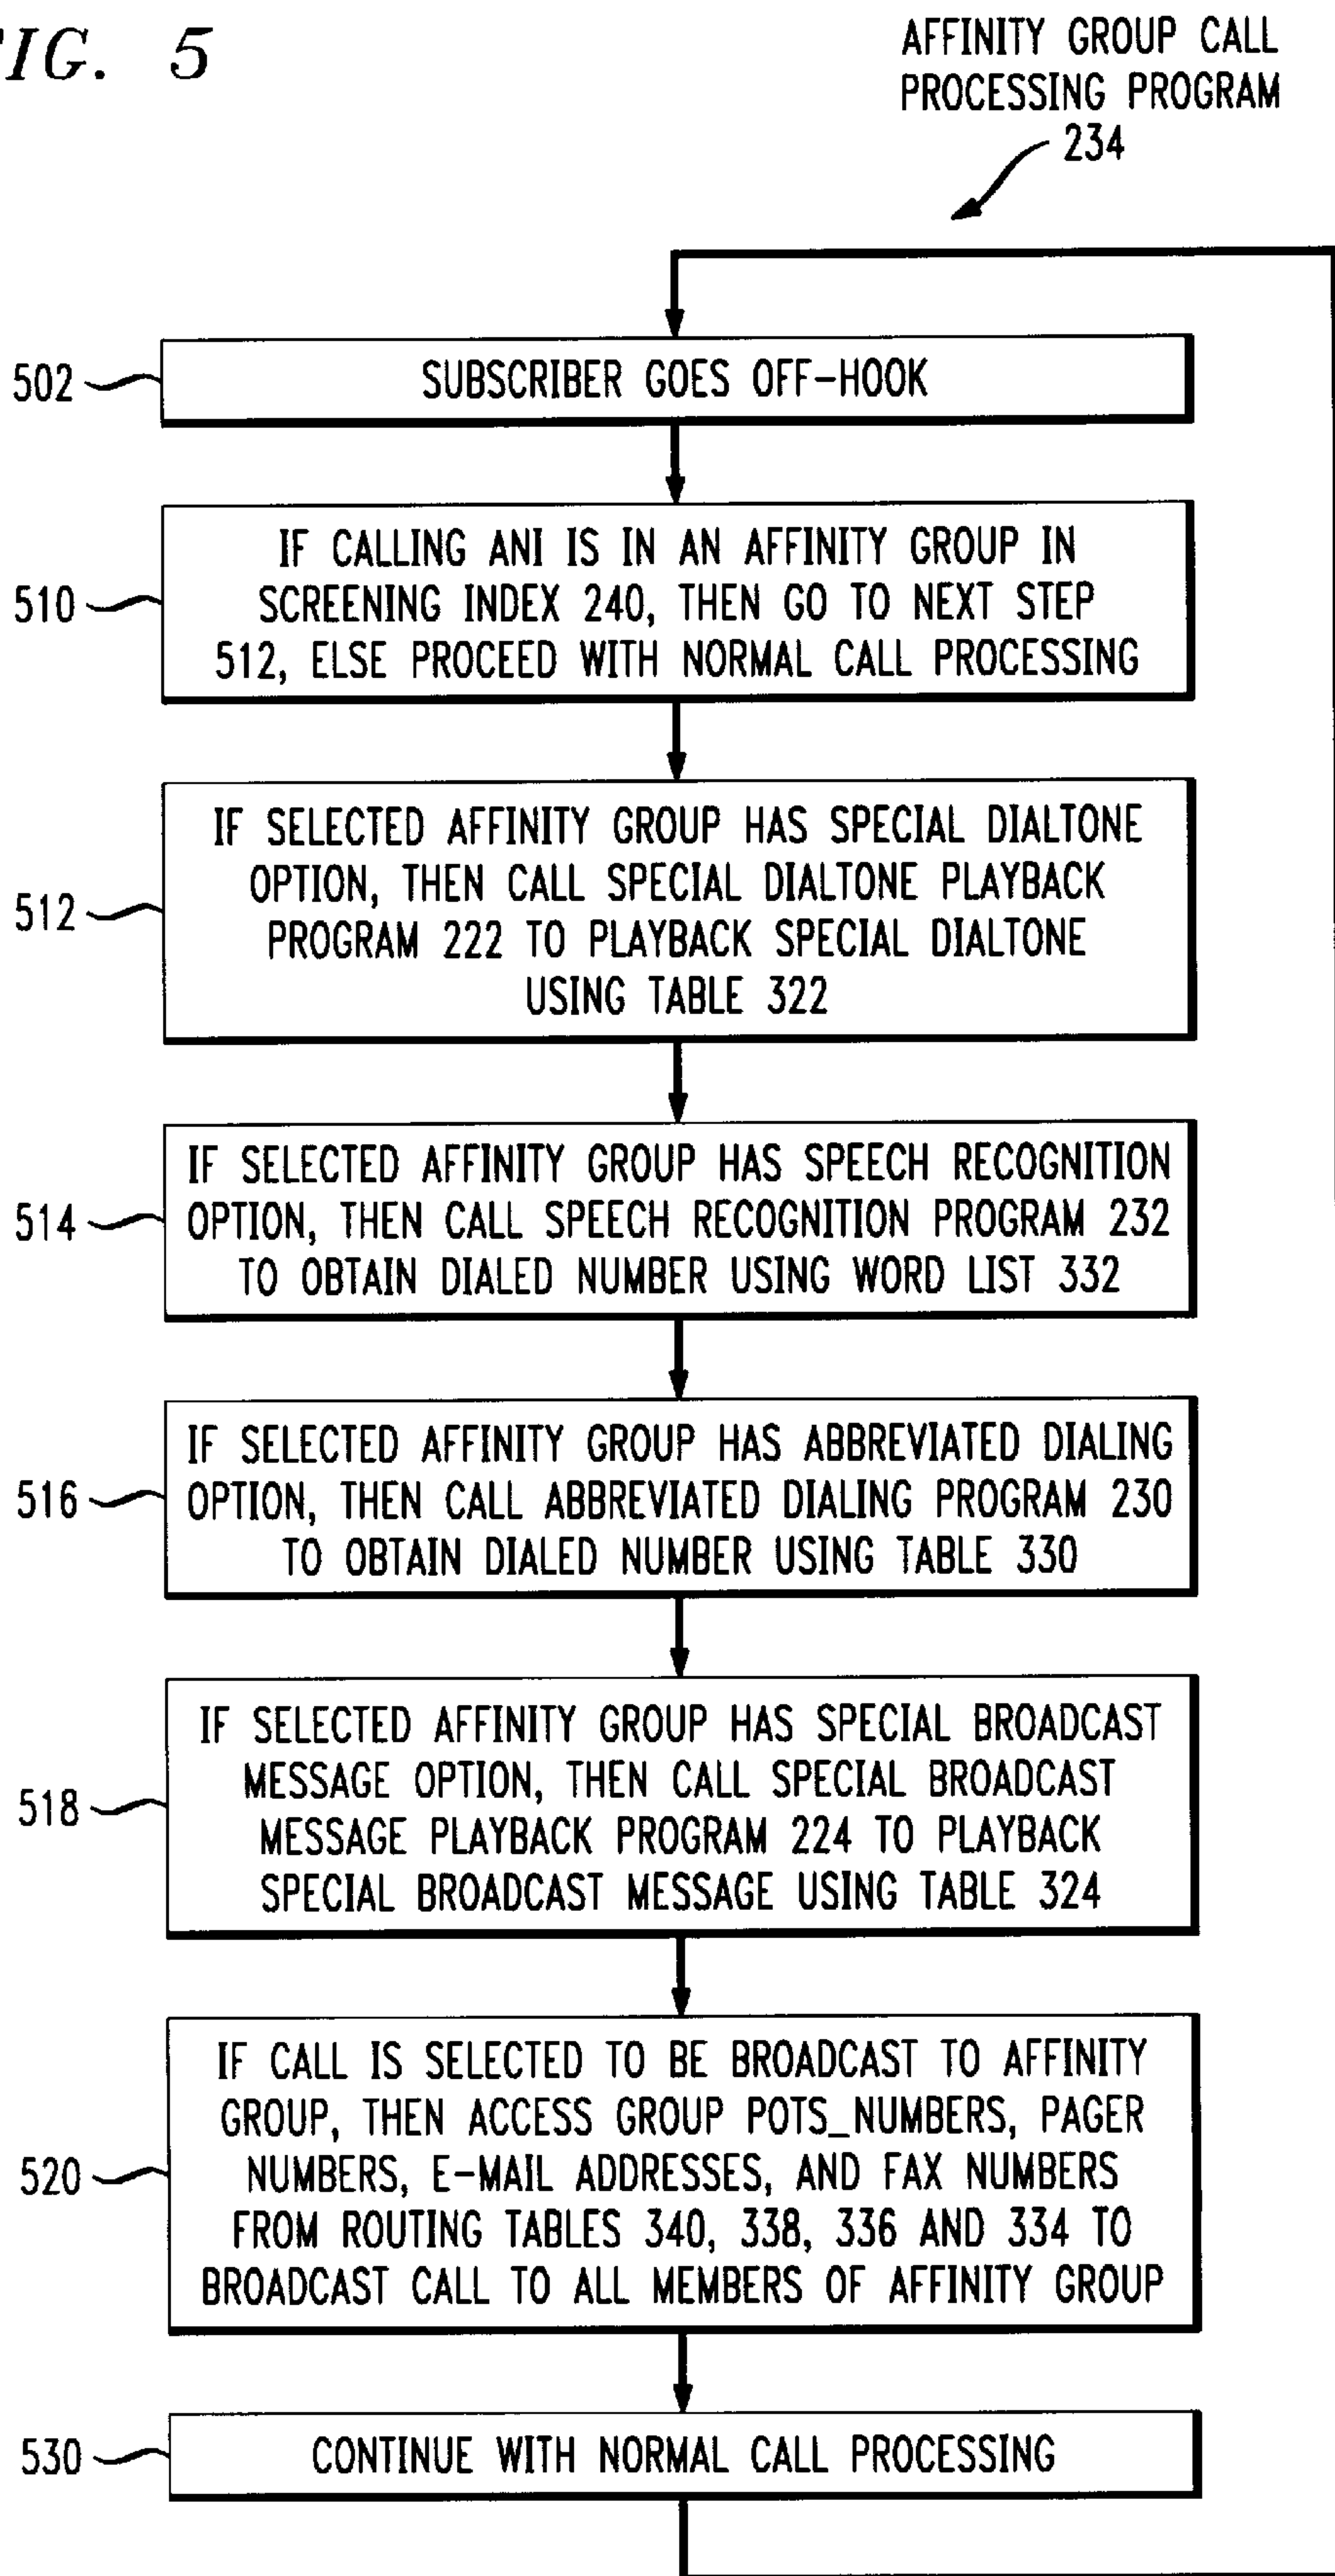 FIG. 5
AFFINITY GROUP CALL
PROCESSING PROGRAM
234
502
SUBSCRIBER GOES OFF-HOOK
510
IF CALLING ANI IS IN AN AFFINITY GROUP IN
SCREENING INDEX 240, THEN GO TO NEXT STEP
512, ELSE PROCEED WITH NORMAL CALL PROCESSING
512
IF SELECTED AFFINITY GROUP HAS SPECIAL DIALTONE
OPTION, THEN CALL SPECIAL DIALTONE PLAYBACK
PROGRAM 222 TO PLAYBACK SPECIAL DIALTONE
USING TABLE 322
514
IF SELECTED AFFINITY GROUP HAS SPEECH RECOGNITION
OPTION, THEN CALL SPEECH RECOGNITION PROGRAM 232
TO OBTAIN DIALED NUMBER USING WORD LIST 332
516
IF SELECTED AFFINITY GROUP HAS ABBREVIATED DIALING
OPTION, THEN CALL ABBREVIATED DIALING PROGRAM 230
TO OBTAIN DIALED NUMBER USING TABLE 330
518
IF SELECTED AFFINITY GROUP HAS SPECIAL BROADCAST
MESSAGE OPTION, THEN CALL SPECIAL BROADCAST
MESSAGE PLAYBACK PROGRAM 224 TO PLAYBACK
SPECIAL BROADCAST MESSAGE USING TABLE 324
520
IF CALL IS SELECTED TO BE BROADCAST TO AFFINITY
GROUP, THEN ACCESS GROUP POTS_NUMBERS, PAGER
NUMBERS, E-MAIL ADDRESSES, AND FAX NUMBERS
FROM ROUTING TABLES 340, 338, 336 AND 334 TO
BROADCAST CALL TO ALL MEMBERS OF AFFINITY GROUP
530
CONTINUE WITH NORMAL CALL PROCESSING